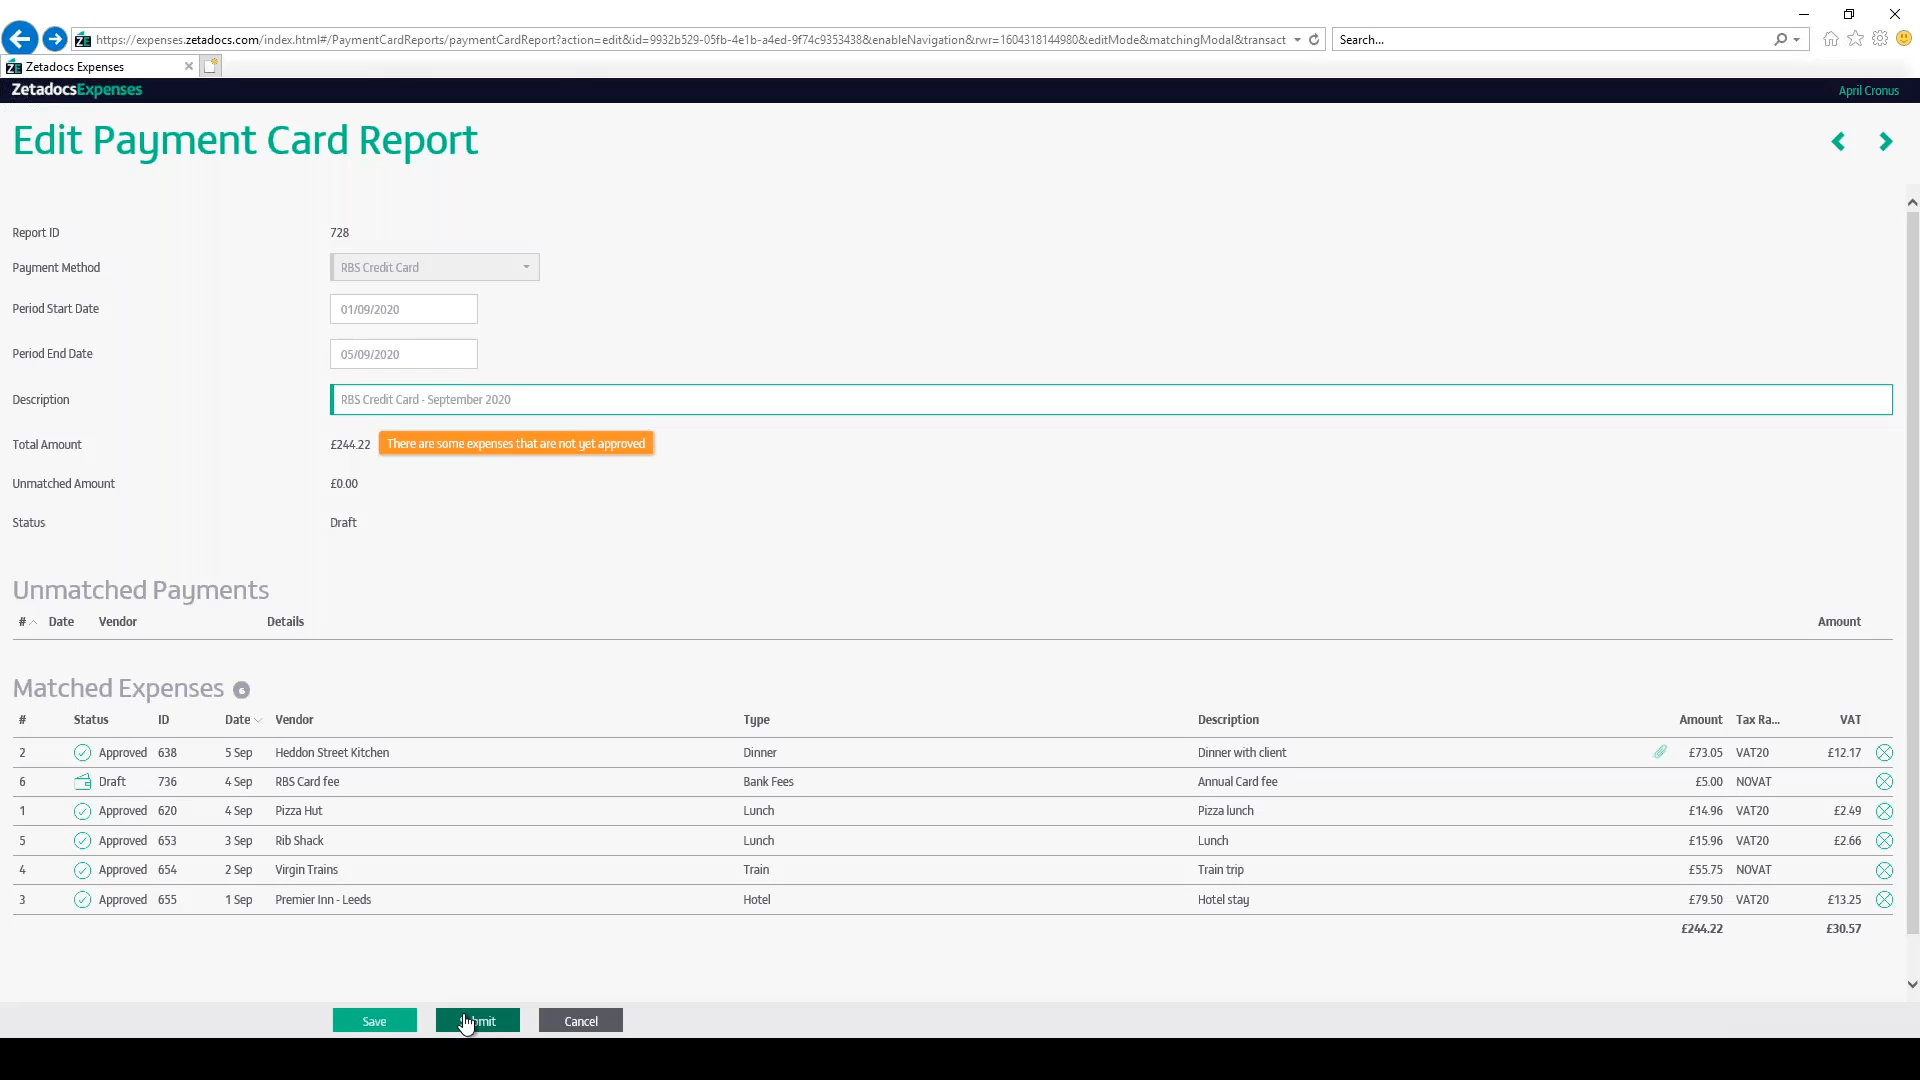 https://expenses.zetadocs.com/index.html#/PaymentCardReports/paymentCardReport?action=edit&id=9932b529-05fb-4e1b-a4ed-9f74c9353438&enableNavigation&rwr=1604318144980&editMode&matchingModal&transact
Search...
Zetadocs Expenses
ZetadocsExpenses
April Cronus
Edit Payment Card Report
Report ID 728
Payment Method RBS Credit Card
Period Start Date 01/09/2020
Period End Date 05/09/2020
Description RBS Credit Card - September 2020
Total Amount £244.22 There are some expenses that are not yet approved
Unmatched Amount £0.00
Status Draft
Unmatched Payments
# Date Vendor Details Amount
Matched Expenses 6
# Status ID Date Vendor Type Description Amount Tax Ra... VAT
2 Approved 638 5 Sep Heddon Street Kitchen Dinner Dinner with client £73.05 VAT20 £12.17
6 Draft 736 4 Sep RBS Card fee Bank Fees Annual Card fee £5.00 NOVAT
1 Approved 620 4 Sep Pizza Hut Lunch Pizza lunch £14.96 VAT20 £2.49
5 Approved 653 3 Sep Rib Shack Lunch Lunch £15.96 VAT20 £2.66
4 Approved 654 2 Sep Virgin Trains Train Train trip £55.75 NOVAT
3 Approved 655 1 Sep Premier Inn - Leeds Hotel Hotel stay £79.50 VAT20 £13.25
£244.22 £30.57
Save Submit Cancel